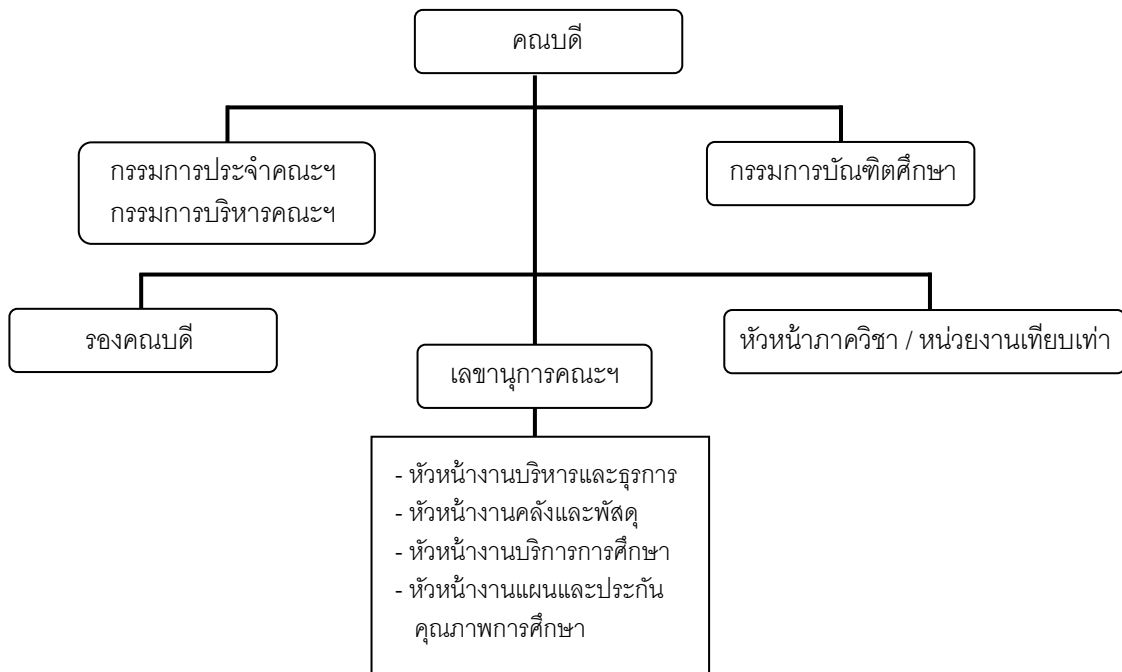 คณบดี
กรรมการประจำคณะฯ
กรรมการบริหารคณะฯ
กรรมการบัณฑิตศึกษา
รองคณบดี
เลขานุการคณะฯ
หัวหน้าภาควิชา / หน่วยงานเทียบเท่า
- หัวหน้างานบริหารและธุรการ
- หัวหน้างานคลังและพัสดุ
- หัวหน้างานบริการการศึกษา
- หัวหน้างานแผนและประกัน
คุณภาพการศึกษา